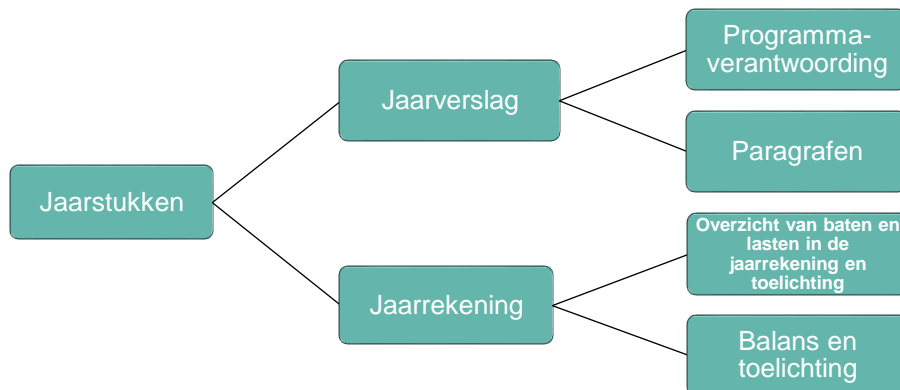 Jaarstukken
Jaarverslag
Programma-
verantwoording
Paragrafen
Jaarrekening
Overzicht van baten en
lasten in de
jaarrekening en
toelichting
Balans en
toelichting